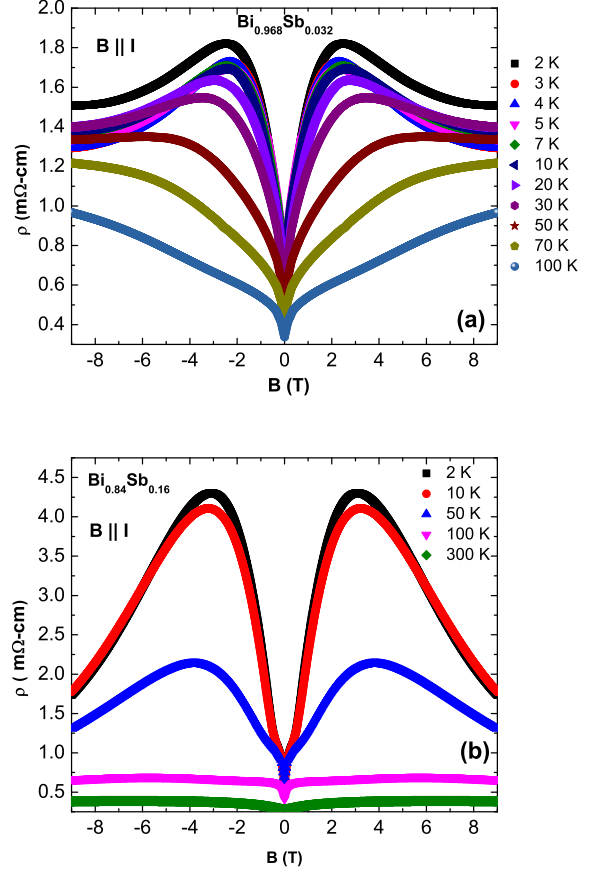 Bi0.968Sb0.032
B || I
2.0
1.8
1.6
1.4
1.2
1.0
0.8
0.6
0.4
ρ (mΩ-cm)
2 K
3 K
4 K
5 K
7 K
10 K
20 K
30 K
50 K
70 K
100 K
(a)
-8 -6 -4 -2 0 2 4 6 8
B (T)
Bi0.84Sb0.16
B || I
4.5
4.0
3.5
3.0
2.5
2.0
1.5
1.0
0.5
ρ ( mΩ-cm)
2 K
10 K
50 K
100 K
300 K
(b)
-8 -6 -4 -2 0 2 4 6 8
B (T)